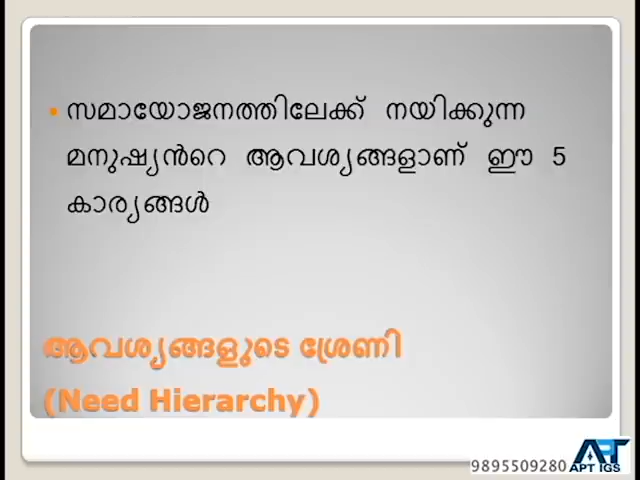 സമായോജനത്തിലേക്ക് നയിക്കുന്ന
മനുഷ്യൻറെ ആവശ്യങ്ങളാണ് ഈ 5
കാര്യങ്ങൾ
ആവശ്യങ്ങളുടെ ശ്രേണി
(Need Hierarchy)
APT
9895509280 APT IGS